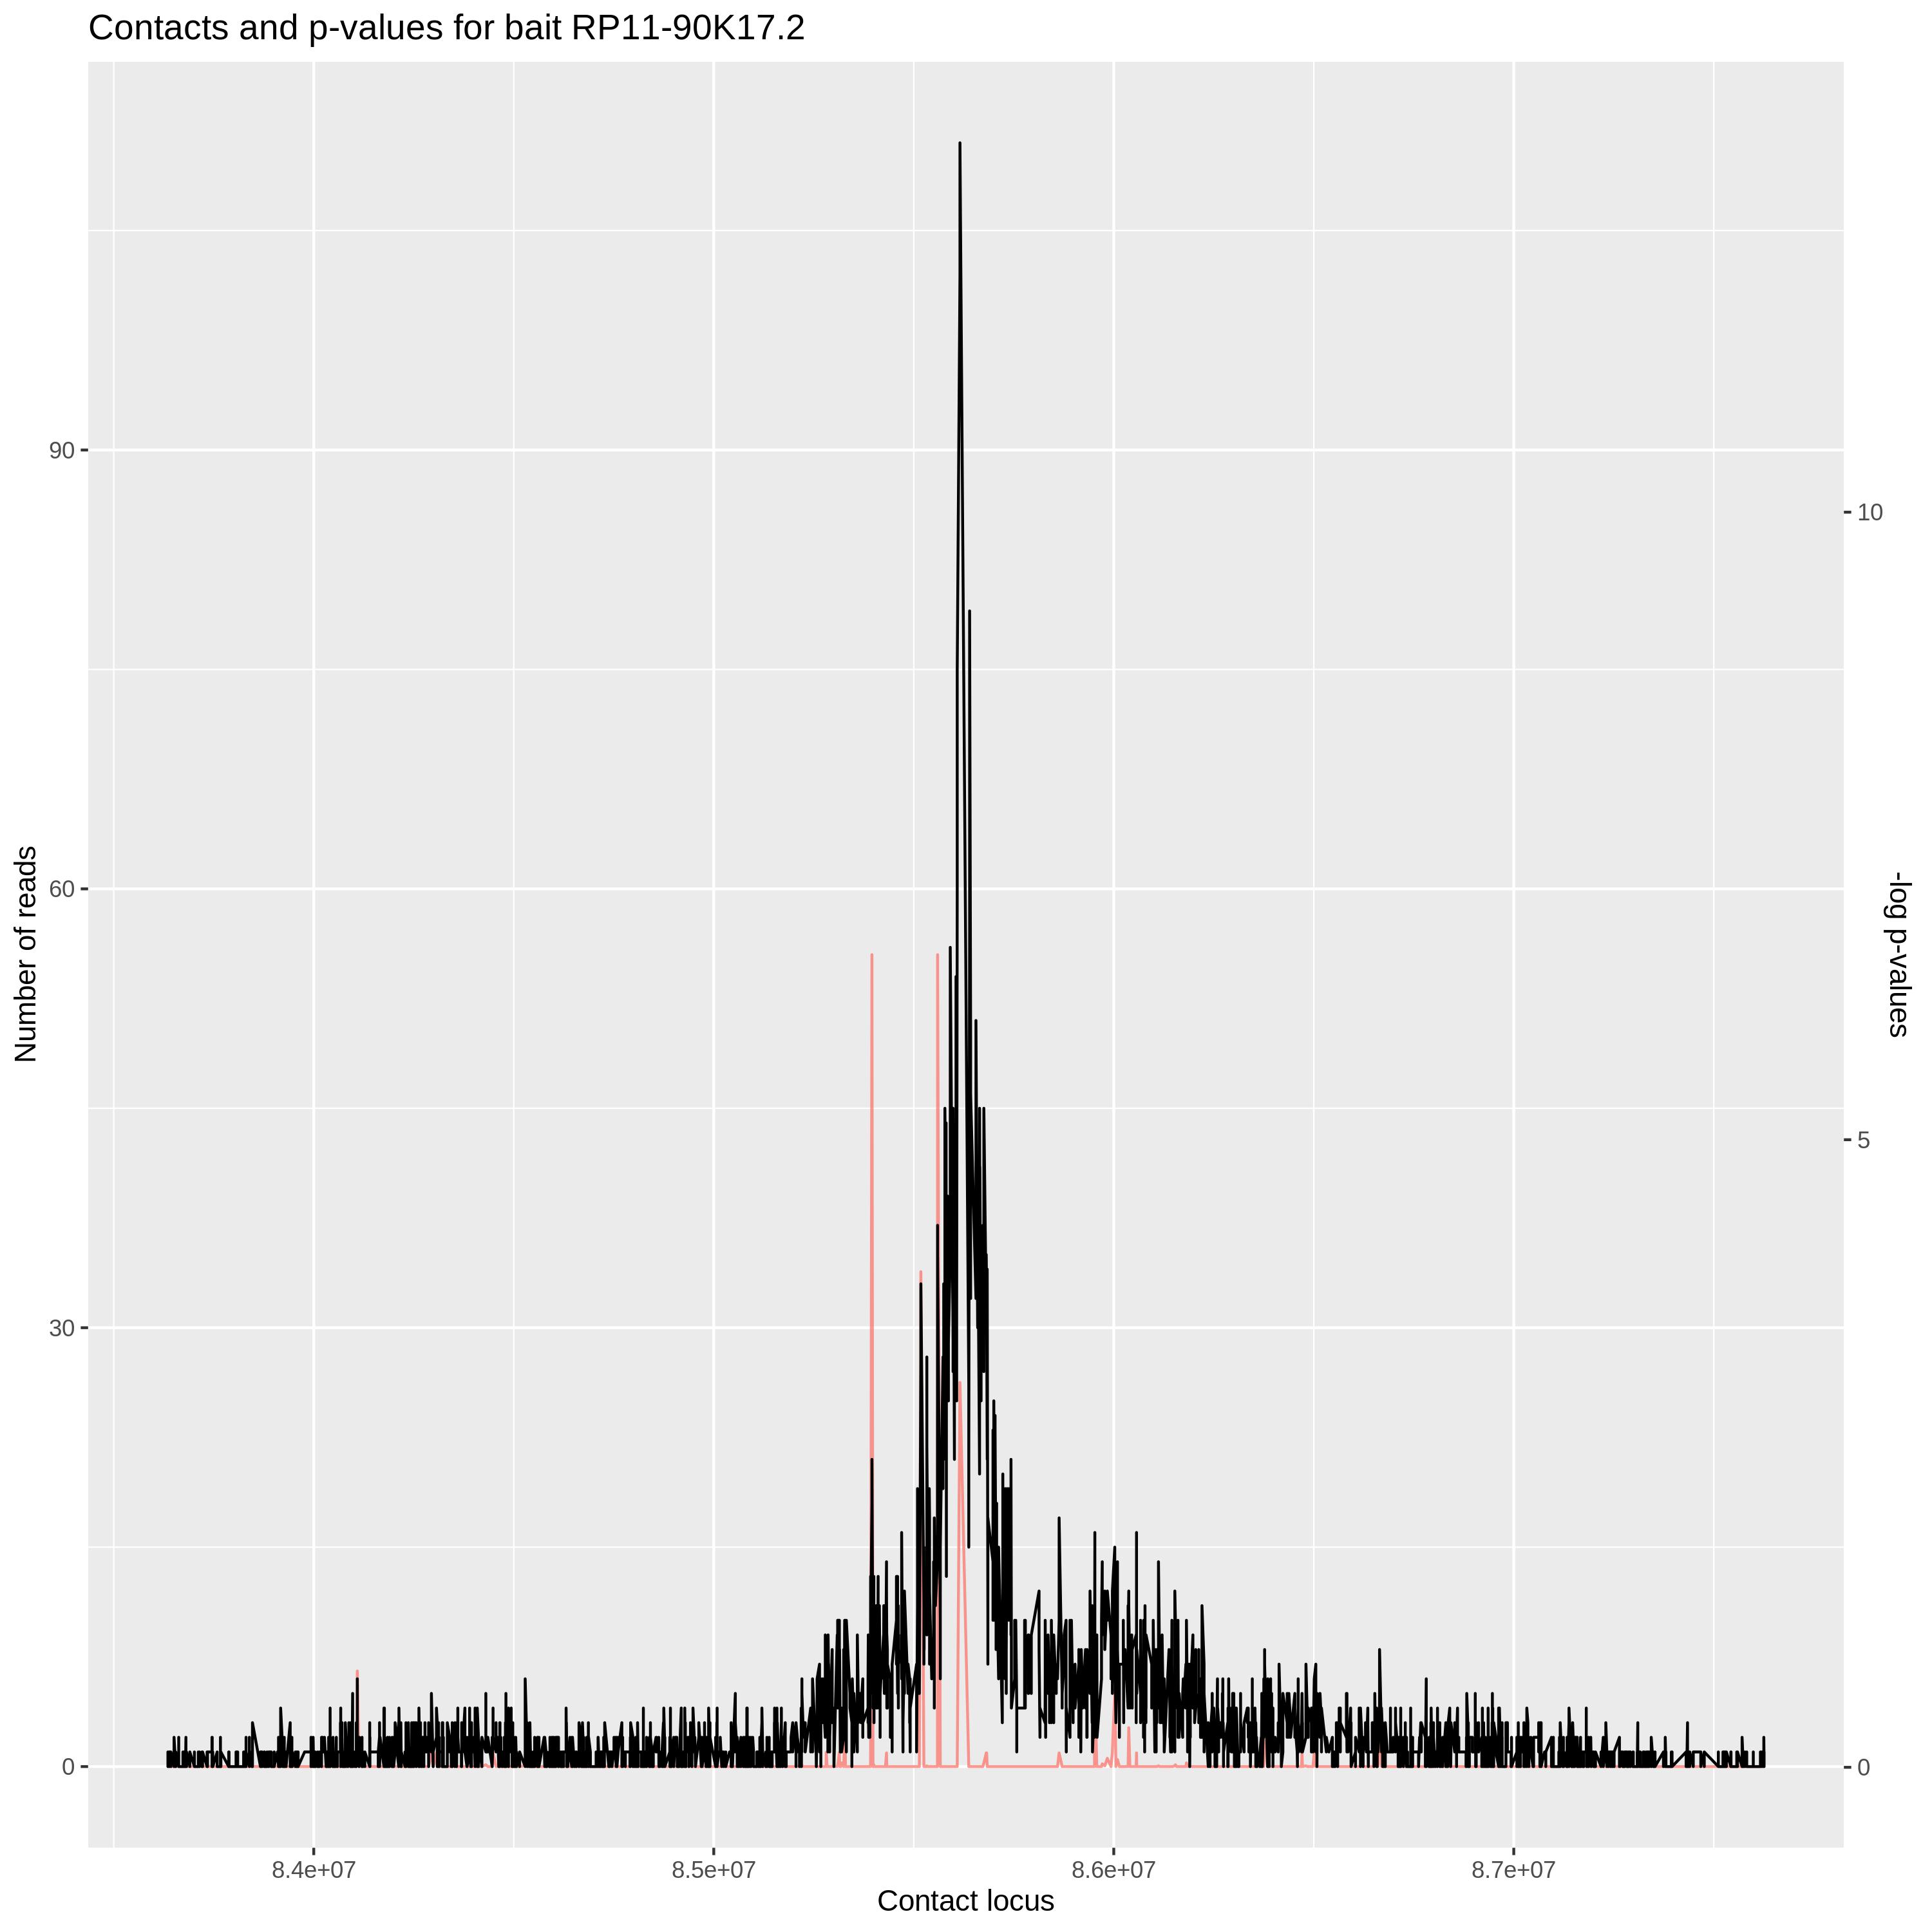 Contacts and p-values for bait RP11-90K17.2
Number of reads
90
60
30
0
10
5
0
-log p-values
8.4e+07
8.5e+07
8.6e+07
8.7e+07
Contact locus